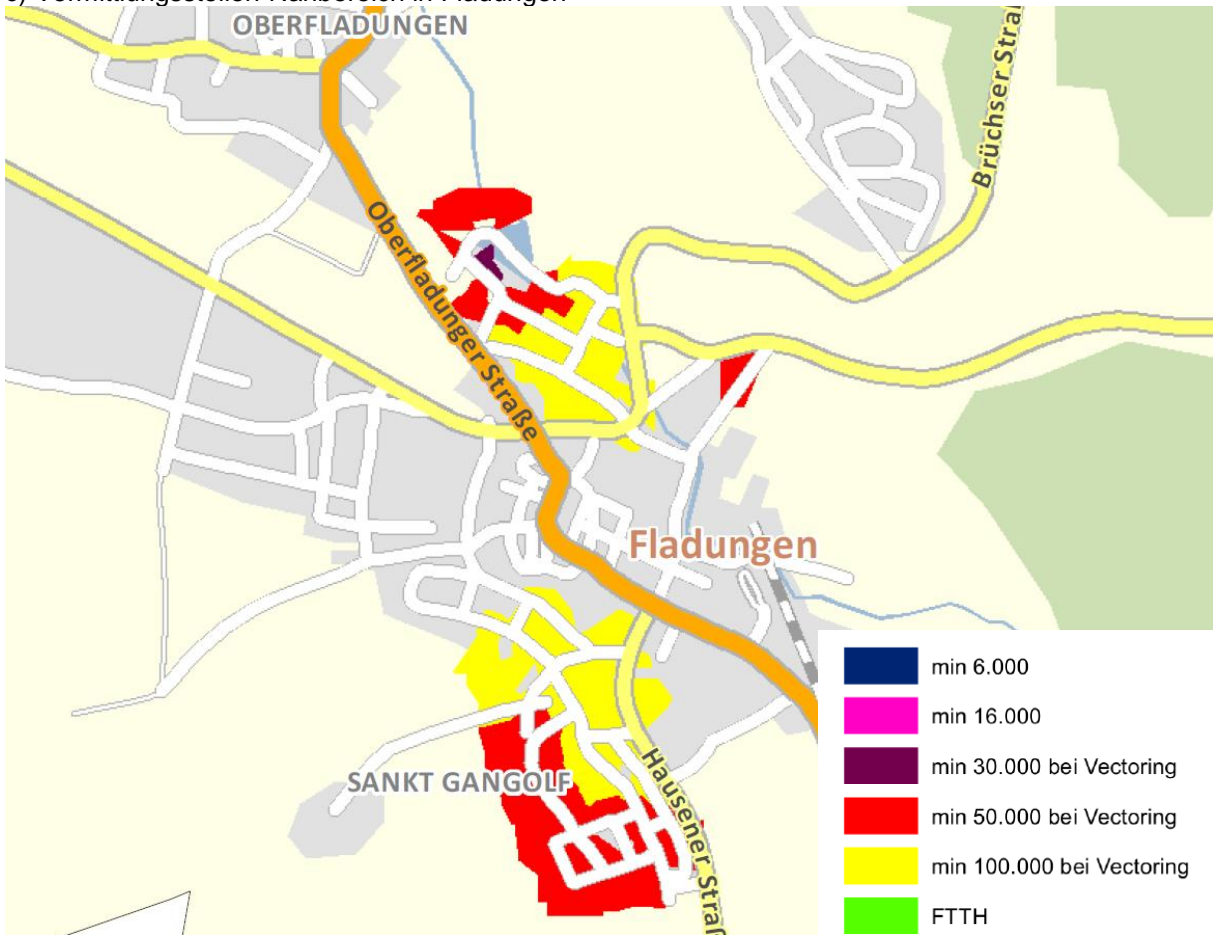 OBERFLADUNGEN
Brüchser Straß
Oberfladunger Straße
Fladungen
SANKT GANGOLF
Hausener Straß
min 6.000
min 16.000
min 30.000 bei Vectoring
min 50.000 bei Vectoring
min 100.000 bei Vectoring
FTTH